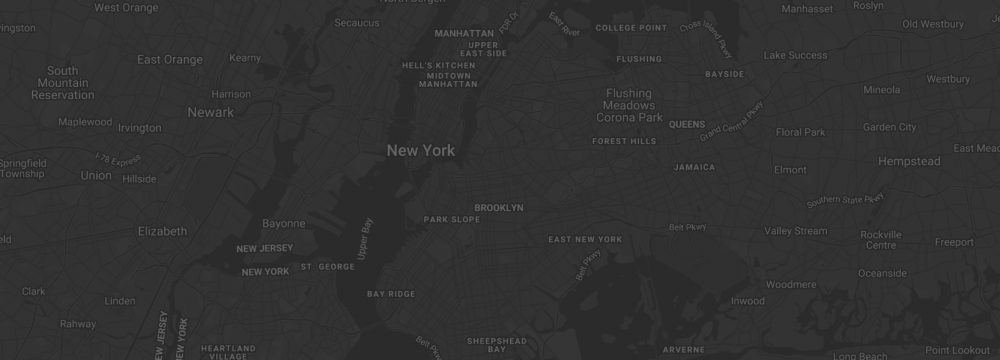 North Bergen
West Orange
Manhasset
Roslyn
Secaucus
FDR Dr
East River
COLLEGE POINT
Cross Island Pkwy
Old Westbury
MANHATTAN
UPPER
EAST SIDE
East Orange
Kearny
FLUSHING
Lake Success
HELL'S KITCHEN
BAYSIDE
South
Mountain
Reservation
MIDTOWN
MANHATTAN
Westbury
Mineola
Harrison
Flushing
Meadows
Corona Park
Newark
Maplewood
Irvington
QUEENS
Grand Central Pkwy
Floral Park
Garden City
FOREST HILLS
New York
East Mea
I-78 Express
Springfield
Township
Union
Hillside
JAMAICA
Elmont
Hempstead
Southern State Pkwy
BROOKLYN
PARK SLOPE
Bayonne
Upper Bay
Elizabeth
Belt Pkwy
Valley Stream
Rockville
Centre
Freeport
EAST NEW YORK
NEW JERSEY
NEW YORK
ST. GEORGE
Belt Pkwy
Oceanside
Woodmere
Clark
Linden
BAY RIDGE
Inwood
Rahway
NEW JERSEY
NEW YORK
HEARTLAND
VILLAGE
Belt Pkwy
SHEEPSHEAD
BAY
ARVERNE
Long Beach
Point Lookout